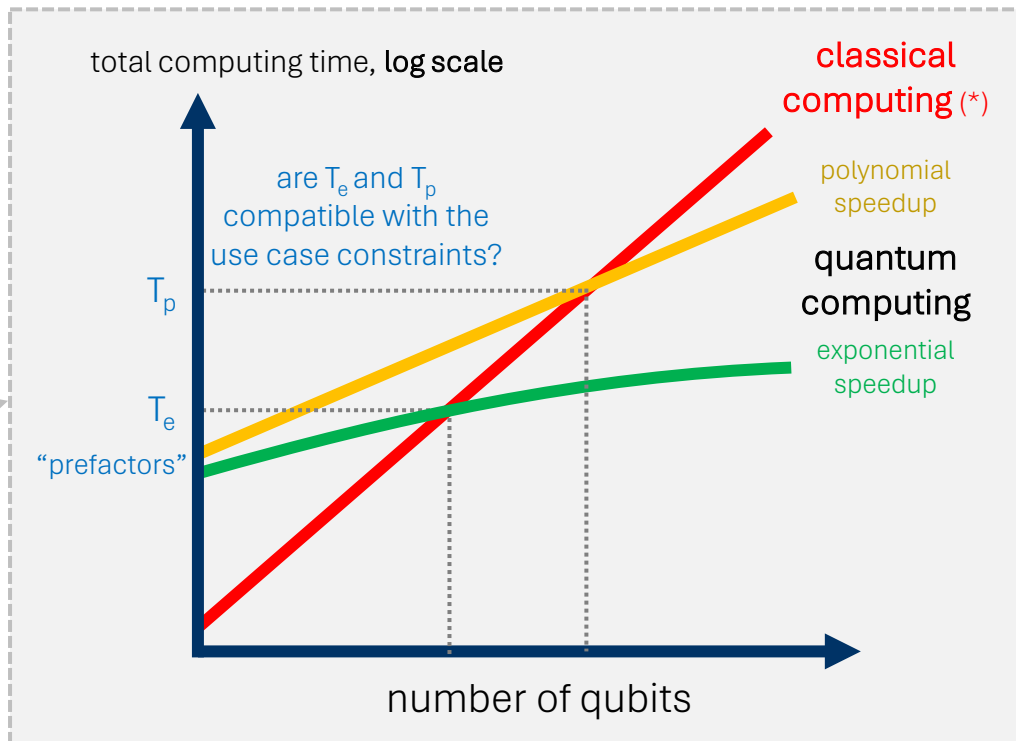 total computing time, log scale
classical
computing (*)
are Te and Tp
compatible with the
use case constraints?
polynomial
speedup
quantum
computing
Tp
exponential
speedup
Te
“prefactors”
number of qubits